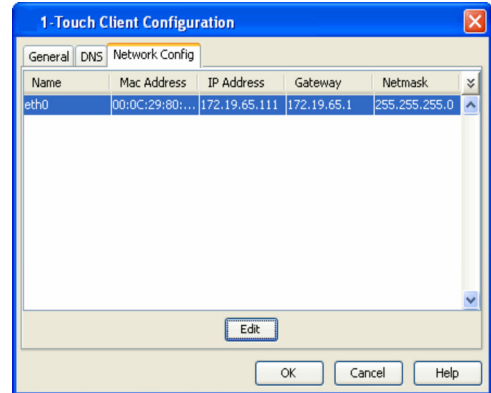 1-Touch Client Configuration
General DNS Network Config
Name Mac Address IP Address Gateway Netmask
eth0 00:0C:29:80:... 172.19.65.111 172.19.65.1 255.255.255.0
Edit
OK Cancel Help